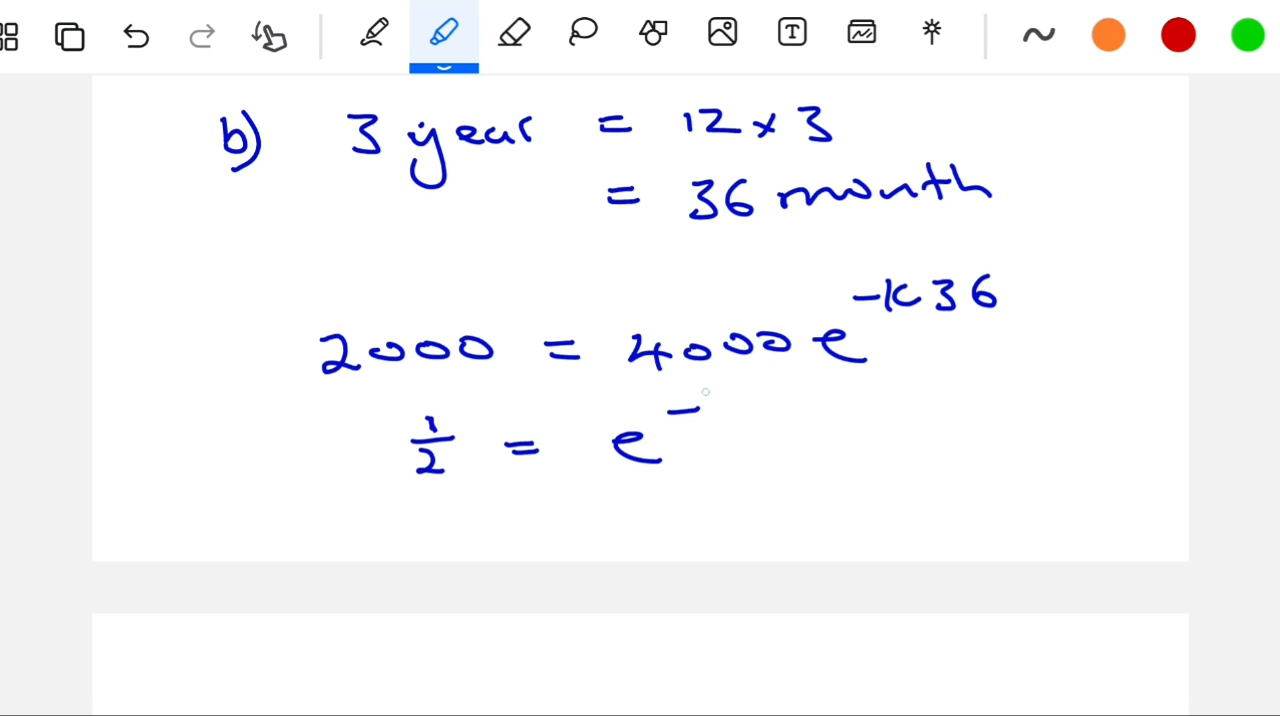 b) 3 year = 12 x 3
= 36 month
2000 = 4000 e^{-k36}
1/2 = e^{-}